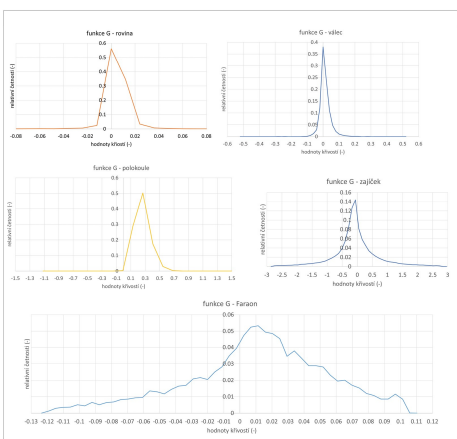 funkce G - rovina
0.6
0.5
0.4
0.3
0.2
0.1
0
relativní četnosti (-)
-0.08 -0.06 -0.04 -0.02 0 0.02 0.04 0.06 0.08
hodnoty křivosti (-)
funkce G - válec
0.4
0.35
0.3
0.25
0.2
0.15
0.1
0.05
0
relativní četnosti (-)
-0.6 -0.5 -0.4 -0.3 -0.2 -0.1 0 0.1 0.2 0.3 0.4 0.5 0.6
hodnoty křivosti (-)
funkce G - polokoule
0.6
0.5
0.4
0.3
0.2
0.1
0
relativní četnosti (-)
-1.5 -1.3 -1.1 -0.9 -0.7 -0.5 -0.3 -0.1 0.1 0.3 0.5 0.7 0.9 1.1 1.3 1.5
hodnoty křivostí (-)
funkce G - zajíček
0.16
0.14
0.12
0.1
0.08
0.06
0.04
0.02
0
relativní četnosti (-)
-3 -2.5 -2 -1.5 -1 -0.5 0 0.5 1 1.5 2 2.5 3
hodnoty křivostí (-)
funkce G - Faraon
0.06
0.05
0.04
0.03
0.02
0.01
0
relativní četnosti (-)
-0.13 -0.12 -0.11 -0.1 -0.09 -0.08 -0.07 -0.06 -0.05 -0.04 -0.03 -0.02 -0.01 0 0.01 0.02 0.03 0.04 0.05 0.06 0.07 0.08 0.09 0.1 0.11 0.12
hodnoty křivostí (-)